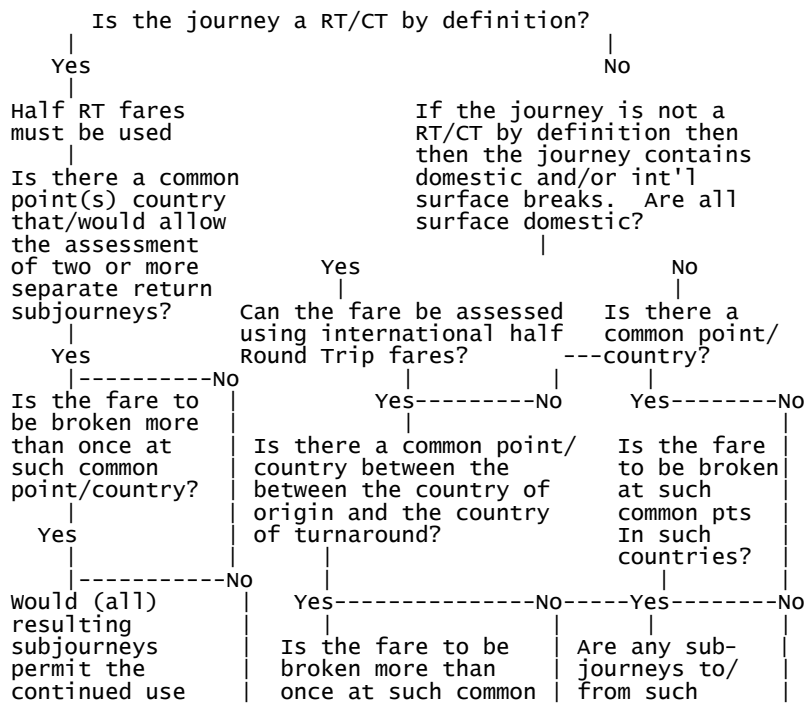 Is the journey a RT/CT by definition?
|                                        |
Yes                                      No
|
Half RT fares                 If the journey is not a
must be used                  RT/CT by definition then
|                             then the journey contains
Is there a common             domestic and/or int'l
point(s) country              surface breaks.  Are all
that/would allow              surface domestic?
the assessment                         |
of two or more         Yes                       No
separate return         |                        |
subjourneys?     Can the fare be assessed   Is there a
|                using international half   common point/
Yes              Round Trip fares?       ---country?
|----------No               |          |      |
Is the fare to  |         Yes---------No    Yes--------No
be broken more  |           |                          |
than once at    | Is there a common point/   Is the fare |
such common     | country between the        to be broken|
point/country?  | between the country of     at such     |
|               | origin and the country     common pts  |
Yes             | of turnaround?             In such     |
|               |      |                     countries?  |
|-----------No         |                        |        |
Would (all)      |   Yes---------------No-----Yes--------No
resulting        |    |                 |      |         |
subjourneys      |  Is the fare to be   | Are any sub-   |
permit the       |  broken more than    | journeys to/   |
continued use    |  once at such common | from such      |